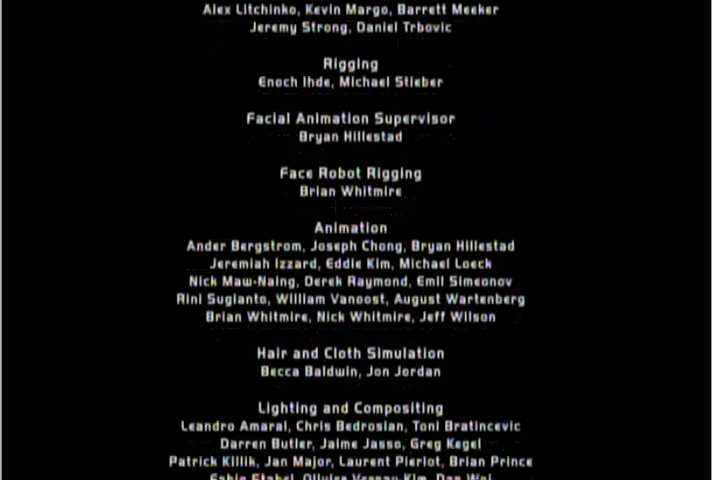 Alex Litchinko, Kevin Margo, Barrett Meeker
Jeremy Strong, Daniel Trbovic
Rigging
Enoch Ihde, Michael Stieber
Facial Animation Supervisor
Bryan Hillestad
Face Robot Rigging
Brian Whitmire
Animation
Ander Bergstrom, Joseph Chong, Bryan Hillestad
Jeremiah Izzard, Eddie Kim, Michael Loeck
Nick Maw-Naing, Derek Raymond, Emil Simeonov
Rini Sugianto, William Vanoost, August Wartenberg
Brian Whitmire, Nick Whitmire, Jeff Wilson
Hair and Cloth Simulation
Becca Baldwin, Jon Jordan
Lighting and Compositing
Leandro Amaral, Chris Bedrosian, Toni Bratincevic
Darren Butler, Jaime Jasso, Greg Kegel
Patrick Killik, Jan Major, Laurent Pierlot, Brian Prince